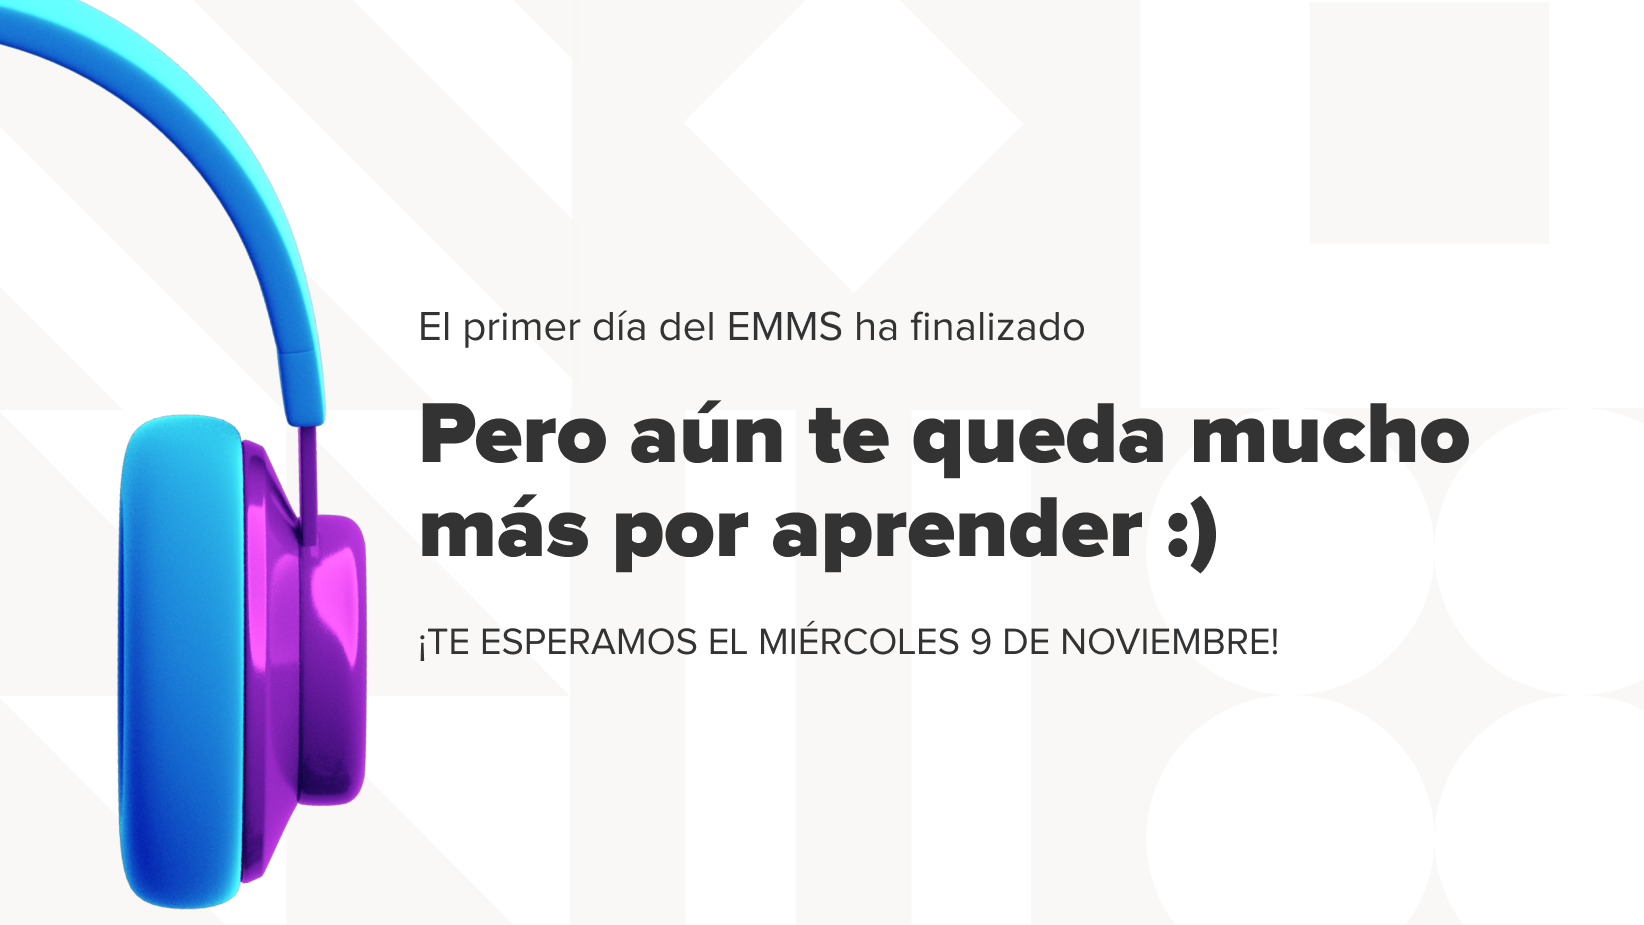 El primer día del EMMS ha finalizado
Pero aún te queda mucho
más por aprender :)
¡TE ESPERAMOS EL MIÉRCOLES 9 DE NOVIEMBRE!